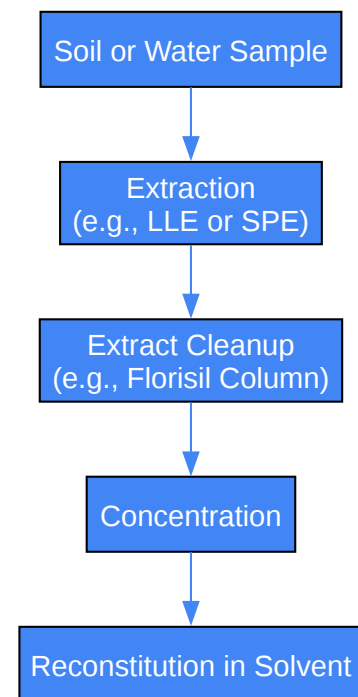 Soil or Water Sample
Extraction
(e.g., LLE or SPE)
Extract Cleanup
(e.g., Florisil Column)
Concentration
Reconstitution in Solvent